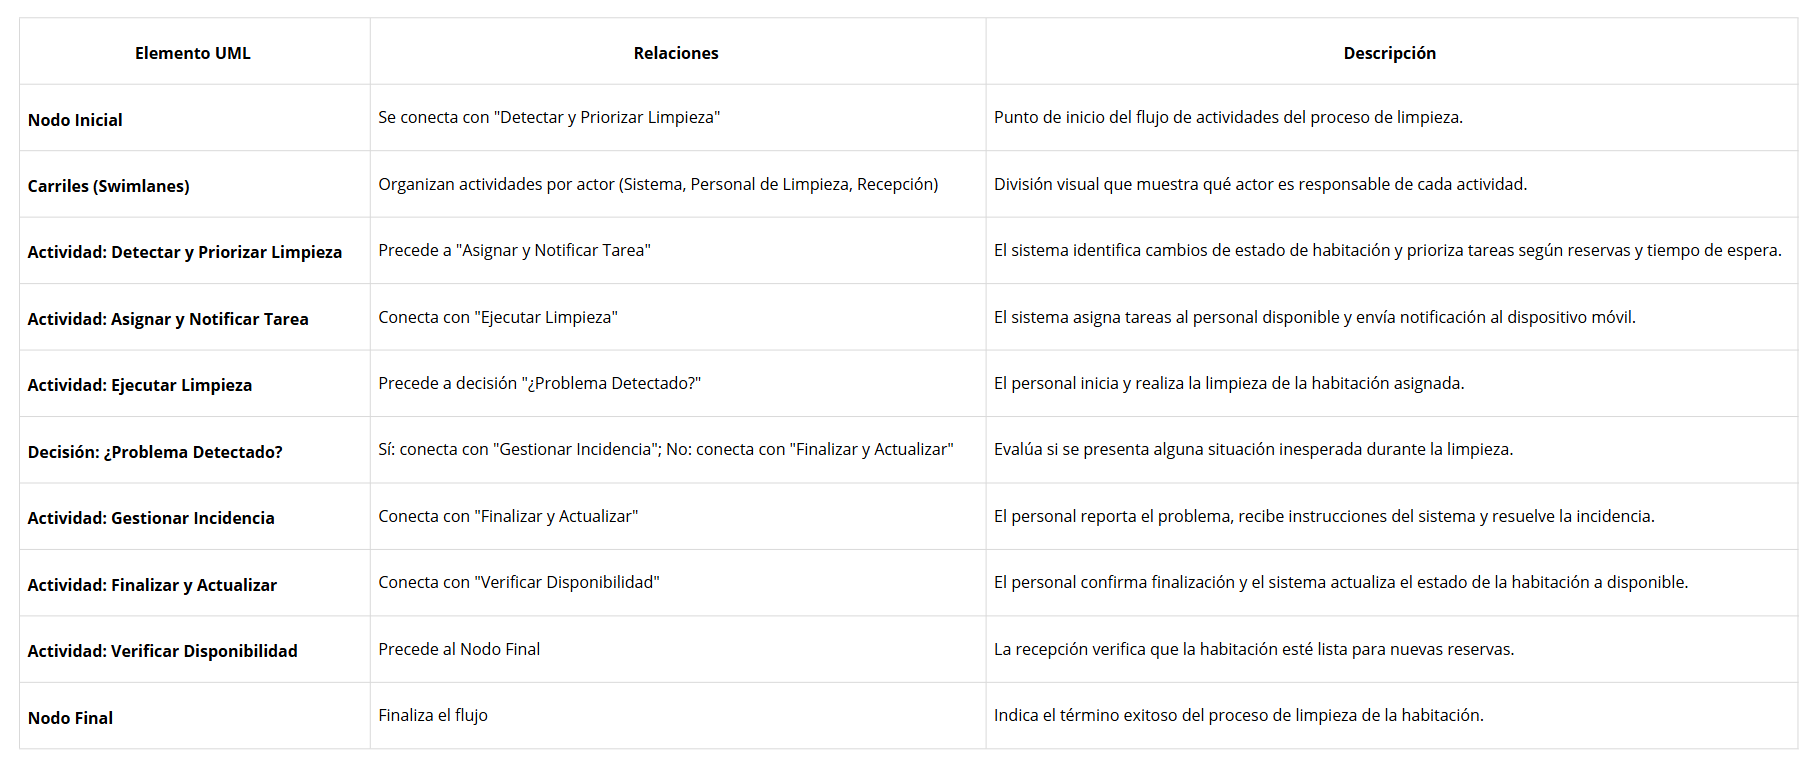 Elemento UML Relaciones Descripción
Nodo Inicial Se conecta con "Detectar y Priorizar Limpieza" Punto de inicio del flujo de actividades del proceso de limpieza.
Carriles (Swimlanes) Organizan actividades por actor (Sistema, Personal de Limpieza, Recepción) División visual que muestra qué actor es responsable de cada actividad.
Actividad: Detectar y Priorizar Limpieza Precede a "Asignar y Notificar Tarea" El sistema identifica cambios de estado de habitación y prioriza tareas según reservas y tiempo de espera.
Actividad: Asignar y Notificar Tarea Conecta con "Ejecutar Limpieza" El sistema asigna tareas al personal disponible y envía notificación al dispositivo móvil.
Actividad: Ejecutar Limpieza Precede a decisión "¿Problema Detectado?" El personal inicia y realiza la limpieza de la habitación asignada.
Decisión: ¿Problema Detectado? Sí: conecta con "Gestionar Incidencia"; No: conecta con "Finalizar y Actualizar" Evalúa si se presenta alguna situación inesperada durante la limpieza.
Actividad: Gestionar Incidencia Conecta con "Finalizar y Actualizar" El personal reporta el problema, recibe instrucciones del sistema y resuelve la incidencia.
Actividad: Finalizar y Actualizar Conecta con "Verificar Disponibilidad" El personal confirma finalización y el sistema actualiza el estado de la habitación a disponible.
Actividad: Verificar Disponibilidad Precede al Nodo Final La recepción verifica que la habitación esté lista para nuevas reservas.
Nodo Final Finaliza el flujo Indica el término exitoso del proceso de limpieza de la habitación.